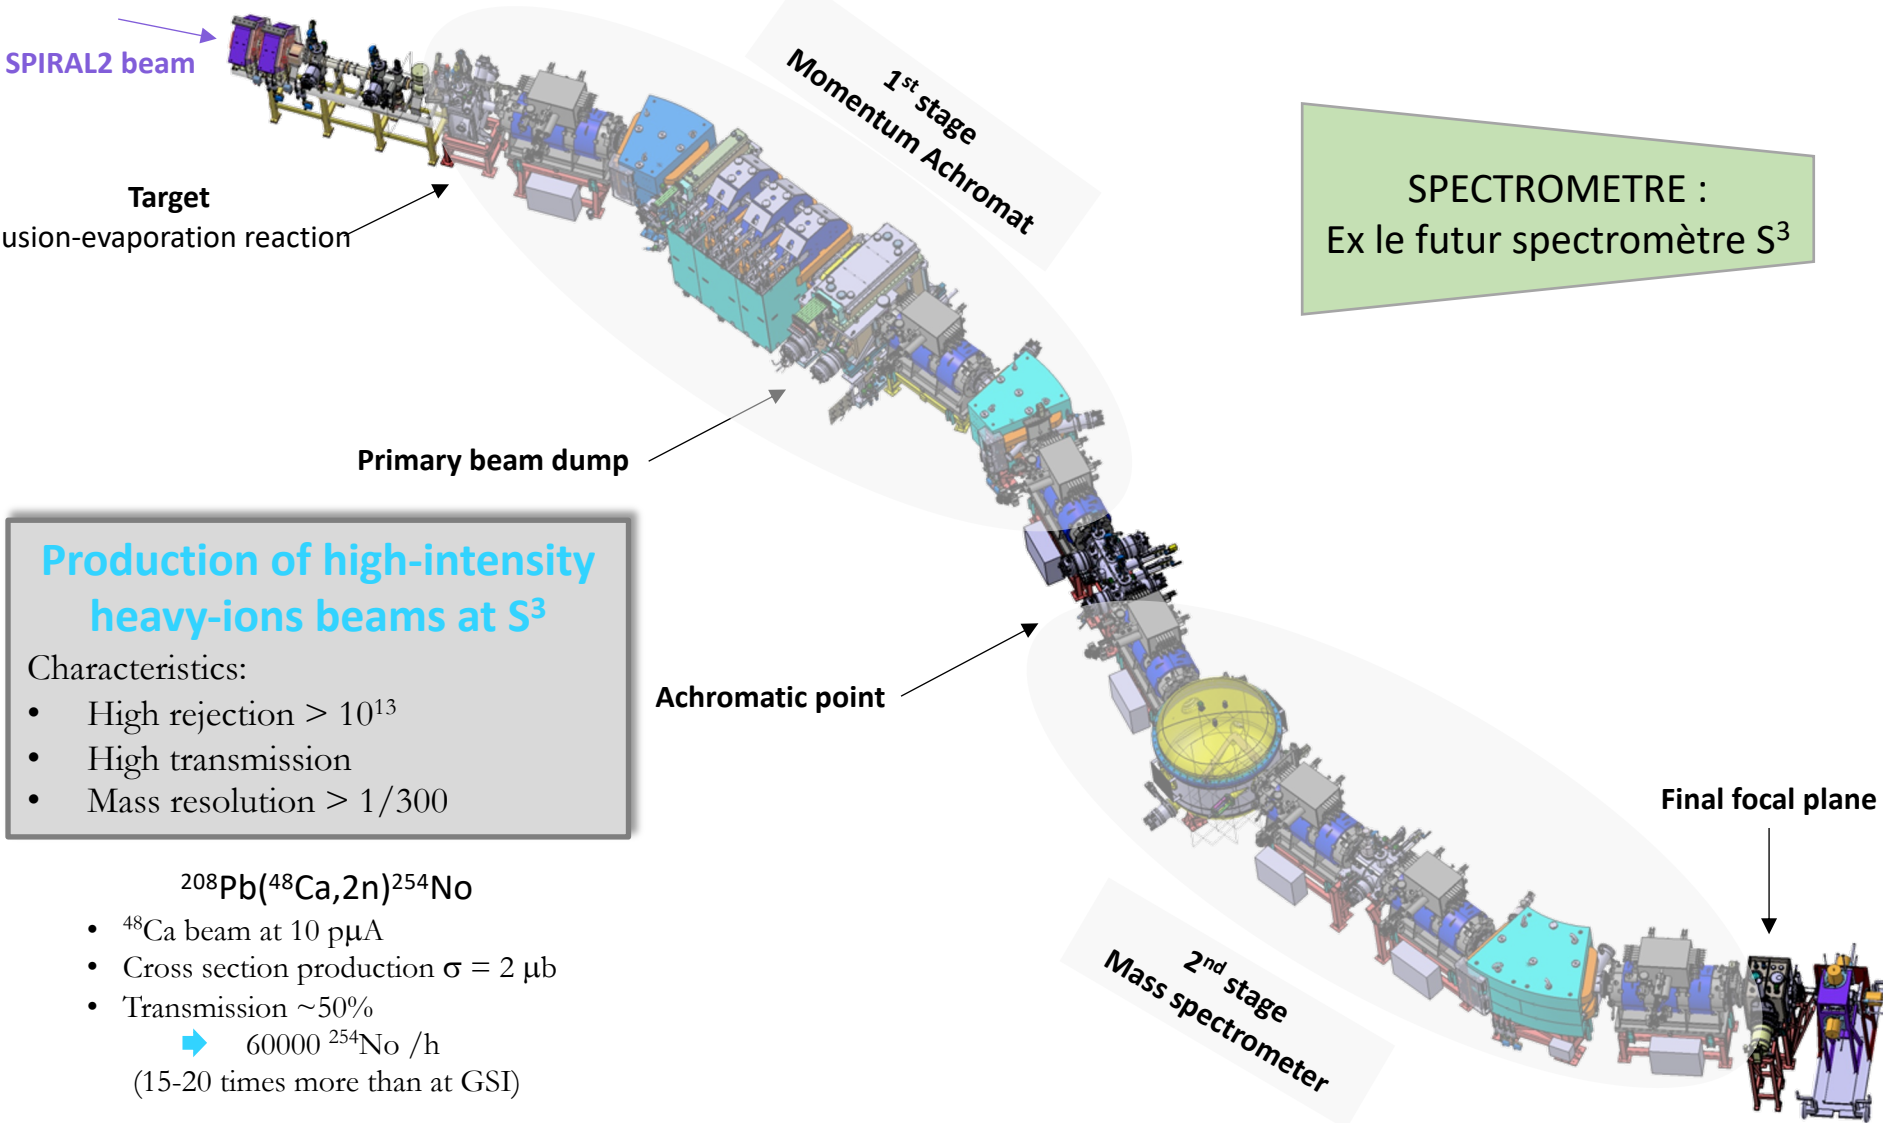 SPIRAL2 beam
1st stage
Momentum Achromat
SPECTROMETRE :
Ex le futur spectromètre S³
Target
usion-evaporation reaction
Primary beam dump
Production of high-intensity
heavy-ions beams at S³
Characteristics:
• High rejection > 10¹³
• High transmission
• Mass resolution > 1/300
Achromatic point
Final focal plane
²⁰⁸Pb(⁴⁸Ca,2n)²⁵⁴No
• ⁴⁸Ca beam at 10 pμA
• Cross section production σ = 2 μb
• Transmission ~50%
60000 ²⁵⁴No /h
(15-20 times more than at GSI)
2nd stage
Mass spectrometer